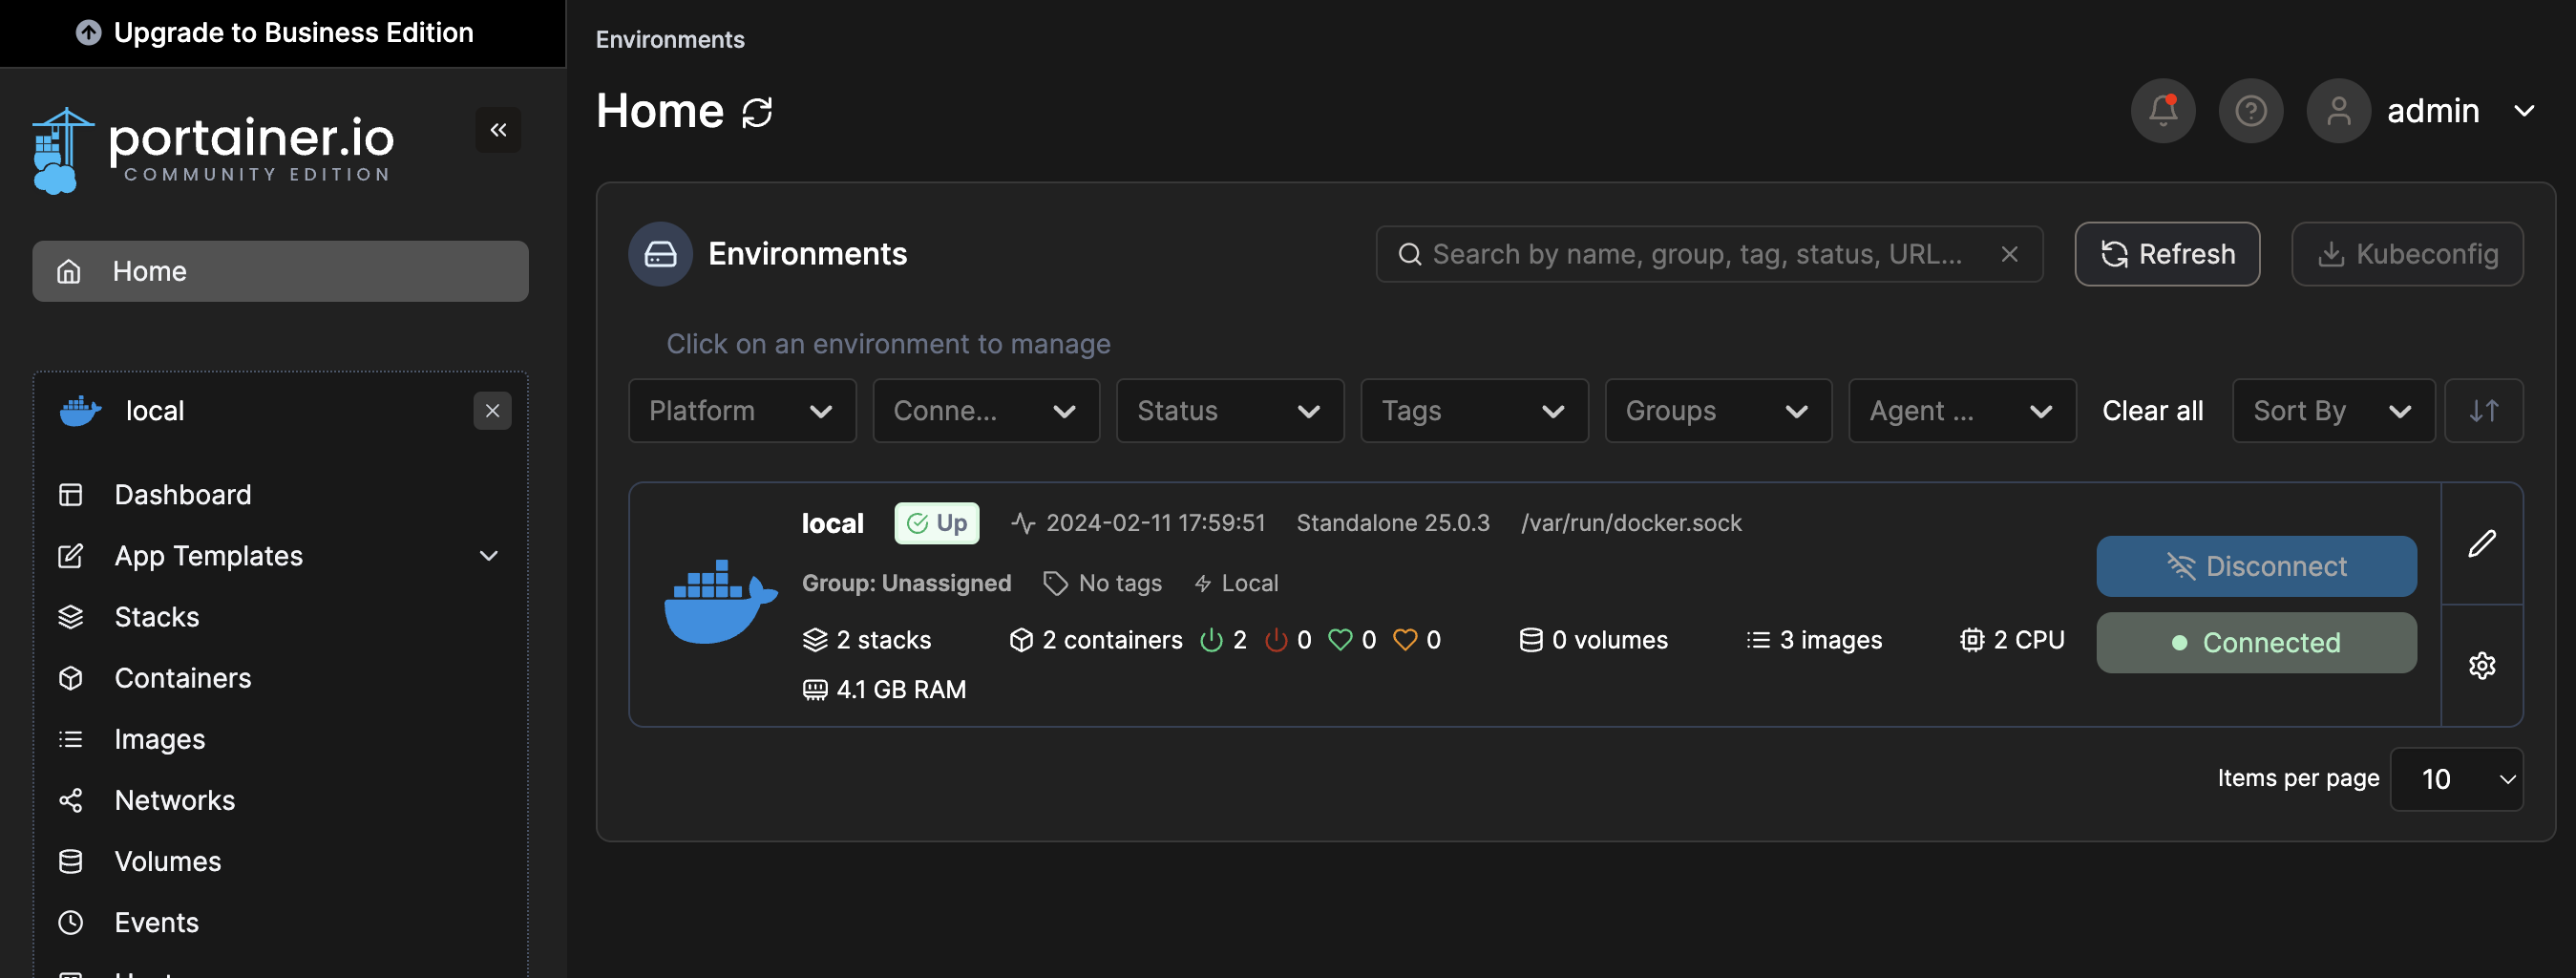 Upgrade to Business Edition
portainer.io
COMMUNITY EDITION
Home
local
Dashboard
App Templates
Stacks
Containers
Images
Networks
Volumes
Events
Environments
Home
admin
Environments
Search by name, group, tag, status, URL...
Refresh
Kubeconfig
Click on an environment to manage
Platform
Conne...
Status
Tags
Groups
Agent ...
Clear all
Sort By
local Up 2024-02-11 17:59:51 Standalone 25.0.3 /var/run/docker.sock
Group: Unassigned No tags Local
2 stacks 2 containers 2 0 0 0 0 volumes 3 images 2 CPU
4.1 GB RAM
Disconnect
Connected
Items per page 10